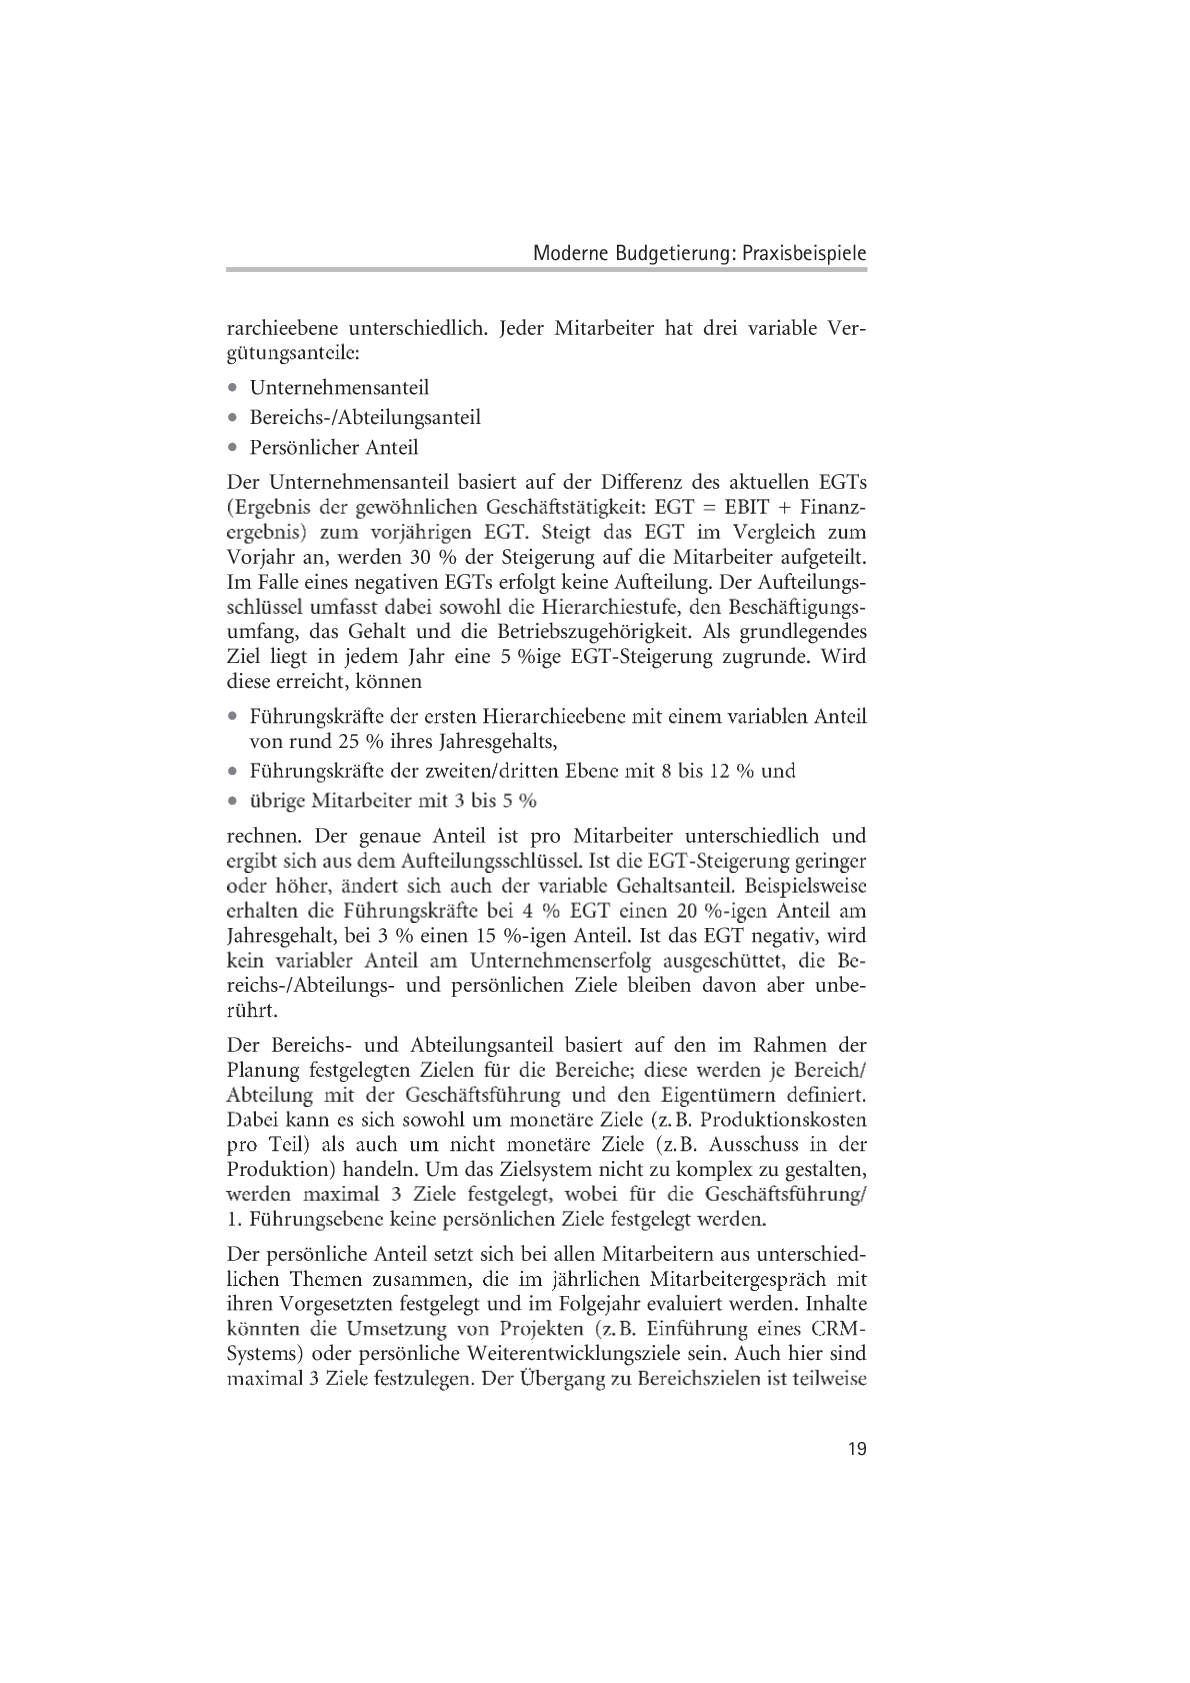 Moderne Budgetierung: Praxisbeispiele
rarchieebene unterschiedlich. Jeder Mitarbeiter hat drei variable Ver-
gütungsanteile:
• Unternehmensanteil
• Bereichs-/Abteilungsanteil
• Persönlicher Anteil
Der Unternehmensanteil basiert auf der Differenz des aktuellen EGTs
(Ergebnis der gewöhnlichen Geschäftstätigkeit: EGT = EBIT + Finanz-
ergebnis) zum vorjährigen EGT. Steigt das EGT im Vergleich zum
Vorjahr an, werden 30 % der Steigerung auf die Mitarbeiter aufgeteilt.
Im Falle eines negativen EGTs erfolgt keine Aufteilung. Der Aufteilungs-
schlüssel umfasst dabei sowohl die Hierarchiestufe, den Beschäftigungs-
umfang, das Gehalt und die Betriebszugehörigkeit. Als grundlegendes
Ziel liegt in jedem Jahr eine 5 %ige EGT-Steigerung zugrunde. Wird
diese erreicht, können
• Führungskräfte der ersten Hierarchieebene mit einem variablen Anteil
von rund 25 % ihres Jahresgehalts,
• Führungskräfte der zweiten/dritten Ebene mit 8 bis 12 % und
• übrige Mitarbeiter mit 3 bis 5 %
rechnen. Der genaue Anteil ist pro Mitarbeiter unterschiedlich und
ergibt sich aus dem Aufteilungsschlüssel. Ist die EGT-Steigerung geringer
oder höher, ändert sich auch der variable Gehaltsanteil. Beispielsweise
erhalten die Führungskräfte bei 4 % EGT einen 20 %-igen Anteil am
Jahresgehalt, bei 3 % einen 15 %-igen Anteil. Ist das EGT negativ, wird
kein variabler Anteil am Unternehmenserfolg ausgeschüttet, die Be-
reichs-/Abteilungs- und persönlichen Ziele bleiben davon aber unbe-
rührt.
Der Bereichs- und Abteilungsanteil basiert auf den im Rahmen der
Planung festgelegten Zielen für die Bereiche; diese werden je Bereich/
Abteilung mit der Geschäftsführung und den Eigentümern definiert.
Dabei kann es sich sowohl um monetäre Ziele (z. B. Produktionskosten
pro Teil) als auch um nicht monetäre Ziele (z. B. Ausschuss in der
Produktion) handeln. Um das Zielsystem nicht zu komplex zu gestalten,
werden maximal 3 Ziele festgelegt, wobei für die Geschäftsführung/
1. Führungsebene keine persönlichen Ziele festgelegt werden.
Der persönliche Anteil setzt sich bei allen Mitarbeitern aus unterschied-
lichen Themen zusammen, die im jährlichen Mitarbeitergespräch mit
ihren Vorgesetzten festgelegt und im Folgejahr evaluiert werden. Inhalte
könnten die Umsetzung von Projekten (z. B. Einführung eines CRM-
Systems) oder persönliche Weiterentwicklungsziele sein. Auch hier sind
maximal 3 Ziele festzulegen. Der Übergang zu Bereichszielen ist teilweise
19